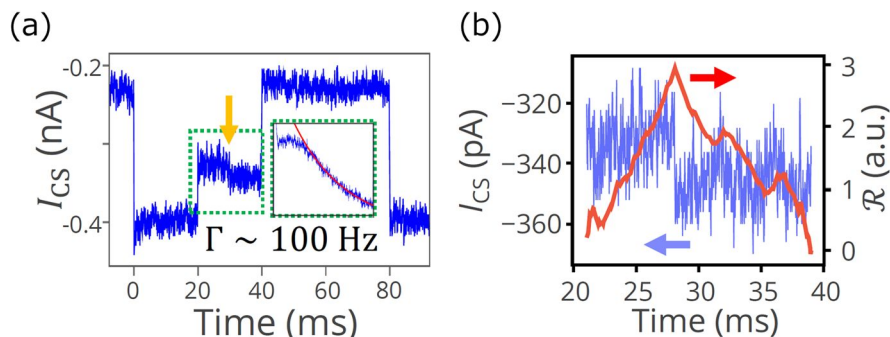 (a)
I_CS (nA)
-0.2
-0.4
Γ ~ 100 Hz
0 20 40 60 80
Time (ms)
(b)
I_CS (pA)
−320
−340
−360
3
2
1
0
ℛ (a.u.)
20 25 30 35 40
Time (ms)